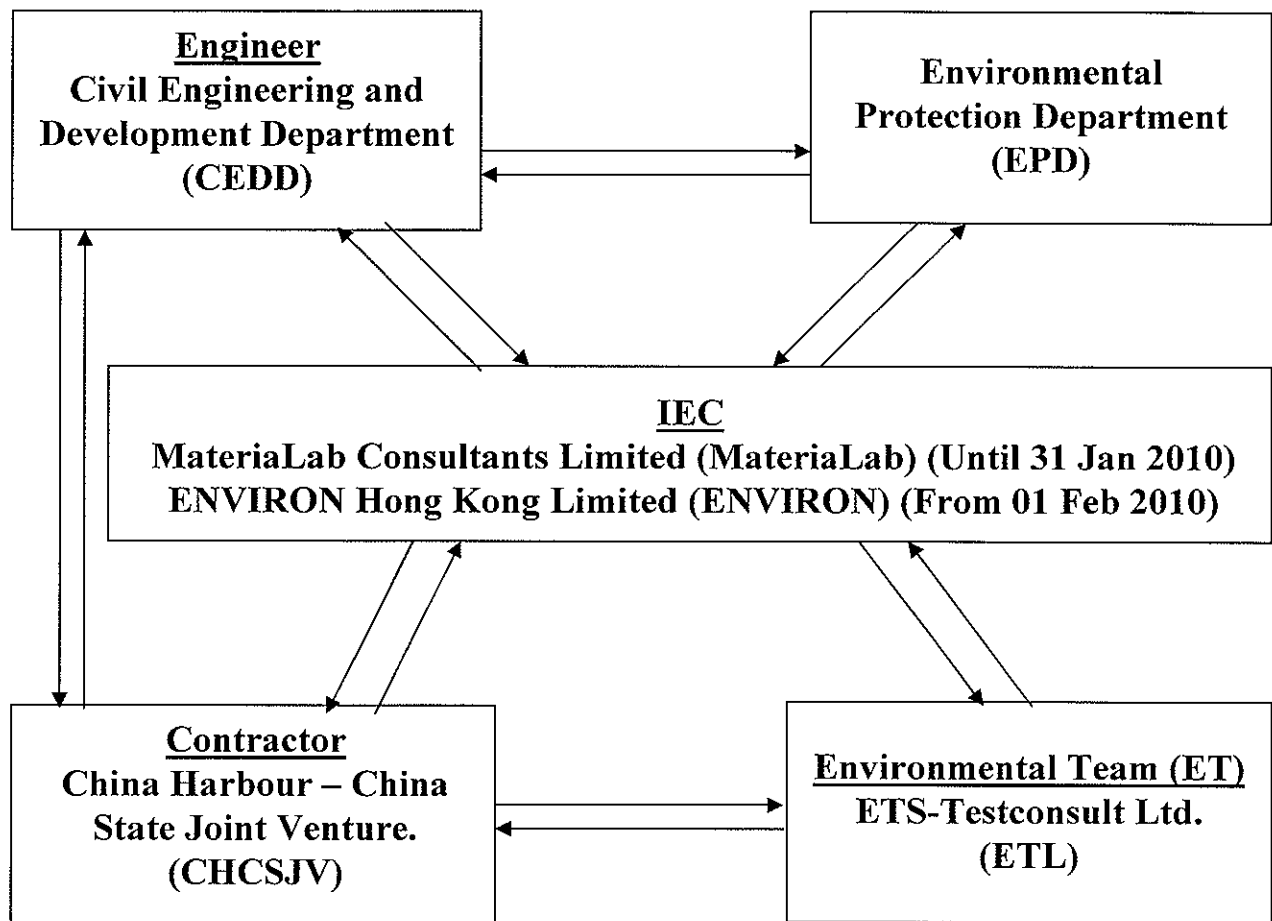 Engineer
Civil Engineering and
Development Department
(CEDD)
Environmental
Protection Department
(EPD)
IEC
MateriaLab Consultants Limited (MateriaLab) (Until 31 Jan 2010)
ENVIRON Hong Kong Limited (ENVIRON) (From 01 Feb 2010)
Contractor
China Harbour – China
State Joint Venture.
(CHCSJV)
Environmental Team (ET)
ETS-Testconsult Ltd.
(ETL)